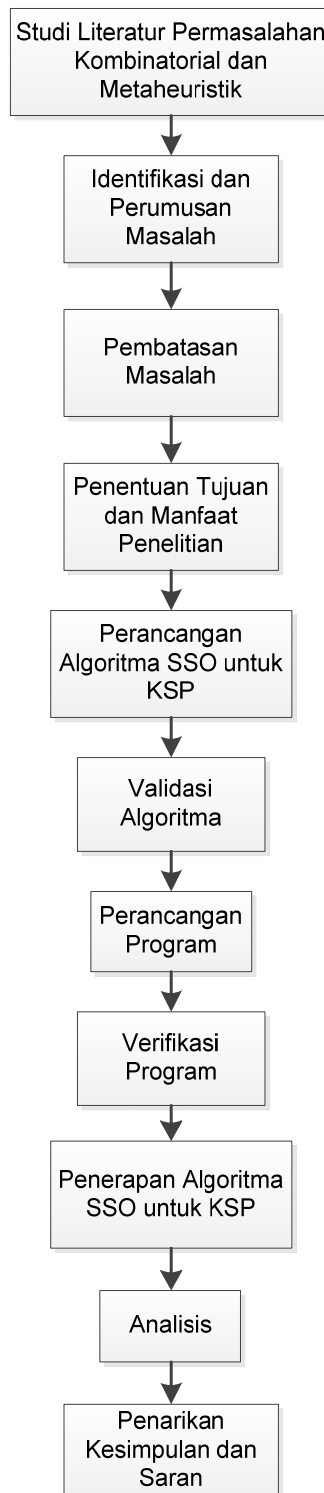 Studi Literatur Permasalahan
Kombinatorial dan
Metaheuristik
Identifikasi dan
Perumusan
Masalah
Pembatasan
Masalah
Penentuan Tujuan
dan Manfaat
Penelitian
Perancangan
Algoritma SSO untuk
KSP
Validasi
Algoritma
Perancangan
Program
Verifikasi
Program
Penerapan Algoritma
SSO untuk KSP
Analisis
Penarikan
Kesimpulan dan
Saran